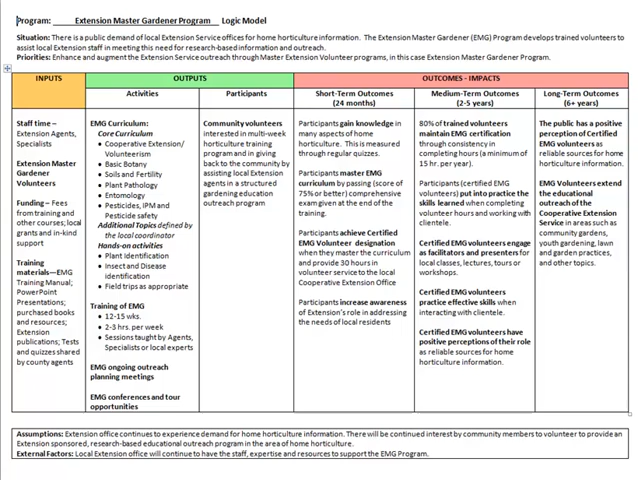 Program: Extension Master Gardener Program Logic Model
Situation: There is a public demand of local Extension Service offices for home horticulture information. The Extension Master Gardener (EMG) Program develops trained volunteers to
assist local Extension staff in meeting this need for research-based information and outreach.
Priorities: Enhance and augment the Extension Service outreach through Master Extension Volunteer programs, in this case Extension Master Gardener Program.
INPUTS
OUTPUTS
OUTCOMES - IMPACTS
Activities
Participants
Short-Term Outcomes
(24 months)
Medium-Term Outcomes
(2-5 years)
Long-Term Outcomes
(6+ years)
Staff time –
Extension Agents,
Specialists
Extension Master
Gardener
Volunteers
Funding – Fees
from training and
other courses; local
grants and in-kind
support
Training
materials—EMG
Training Manual;
PowerPoint
Presentations;
purchased books
and resources;
Extension
publications; Tests
and quizzes shared
by county agents
EMG Curriculum:
Core Curriculum
• Cooperative Extension/
Volunteerism
• Basic Botany
• Soils and Fertility
• Plant Pathology
• Entomology
• Pesticides, IPM and
Pesticide safety
Additional Topics defined by
the local coordinator
Hands-on activities
• Plant Identification
• Insect and Disease
identification
• Field trips as appropriate
Training of EMG
• 12-15 wks.
• 2-3 hrs. per week
• Sessions taught by Agents,
Specialists or local experts
EMG ongoing outreach
planning meetings
EMG conferences and tour
opportunities
Community volunteers
interested in multi-week
horticulture training
program and in giving
back to the community by
assisting local Extension
agents in a structured
gardening education
outreach program
Participants gain knowledge in
many aspects of home
horticulture. This is measured
through regular quizzes.
Participants master EMG
curriculum by passing (score of
75% or better) comprehensive
exam given at the end of the
training.
Participants achieve Certified
EMG Volunteer designation
when they master the curriculum
and provide 30 hours in
volunteer service to the local
Cooperative Extension Office
Participants increase awareness
of Extension's role in addressing
the needs of local residents
80% of trained volunteers
maintain EMG certification
through consistency in
completing hours (a minimum of
15 hr. per year).
Participants (certified EMG
volunteers) put into practice the
skills learned when completing
volunteer hours and working with
clientele.
Certified EMG volunteers engage
as facilitators and presenters for
local classes, lectures, tours or
workshops.
Certified EMG volunteers
practice effective skills when
interacting with clientele.
Certified EMG volunteers have
positive perceptions of their role
as reliable sources for home
horticulture information.
The public has a positive
perception of Certified
EMG volunteers as
reliable sources for home
horticulture information.
EMG Volunteers extend
the educational
outreach of the
Cooperative Extension
Service in areas such as
community gardens,
youth gardening, lawn
and garden practices,
and other topics.
Assumptions: Extension office continues to experience demand for home horticulture information. There will be continued interest by community members to volunteer to provide an
Extension sponsored, research-based educational outreach program in the area of home horticulture.
External Factors: Local Extension office will continue to have the staff, expertise and resources to support the EMG Program.